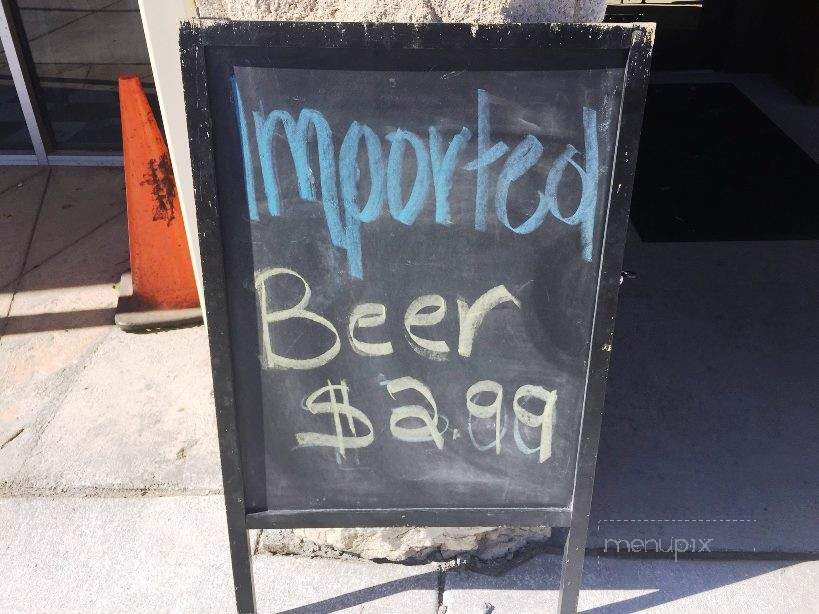 Imported
Beer
$2.99
menupix